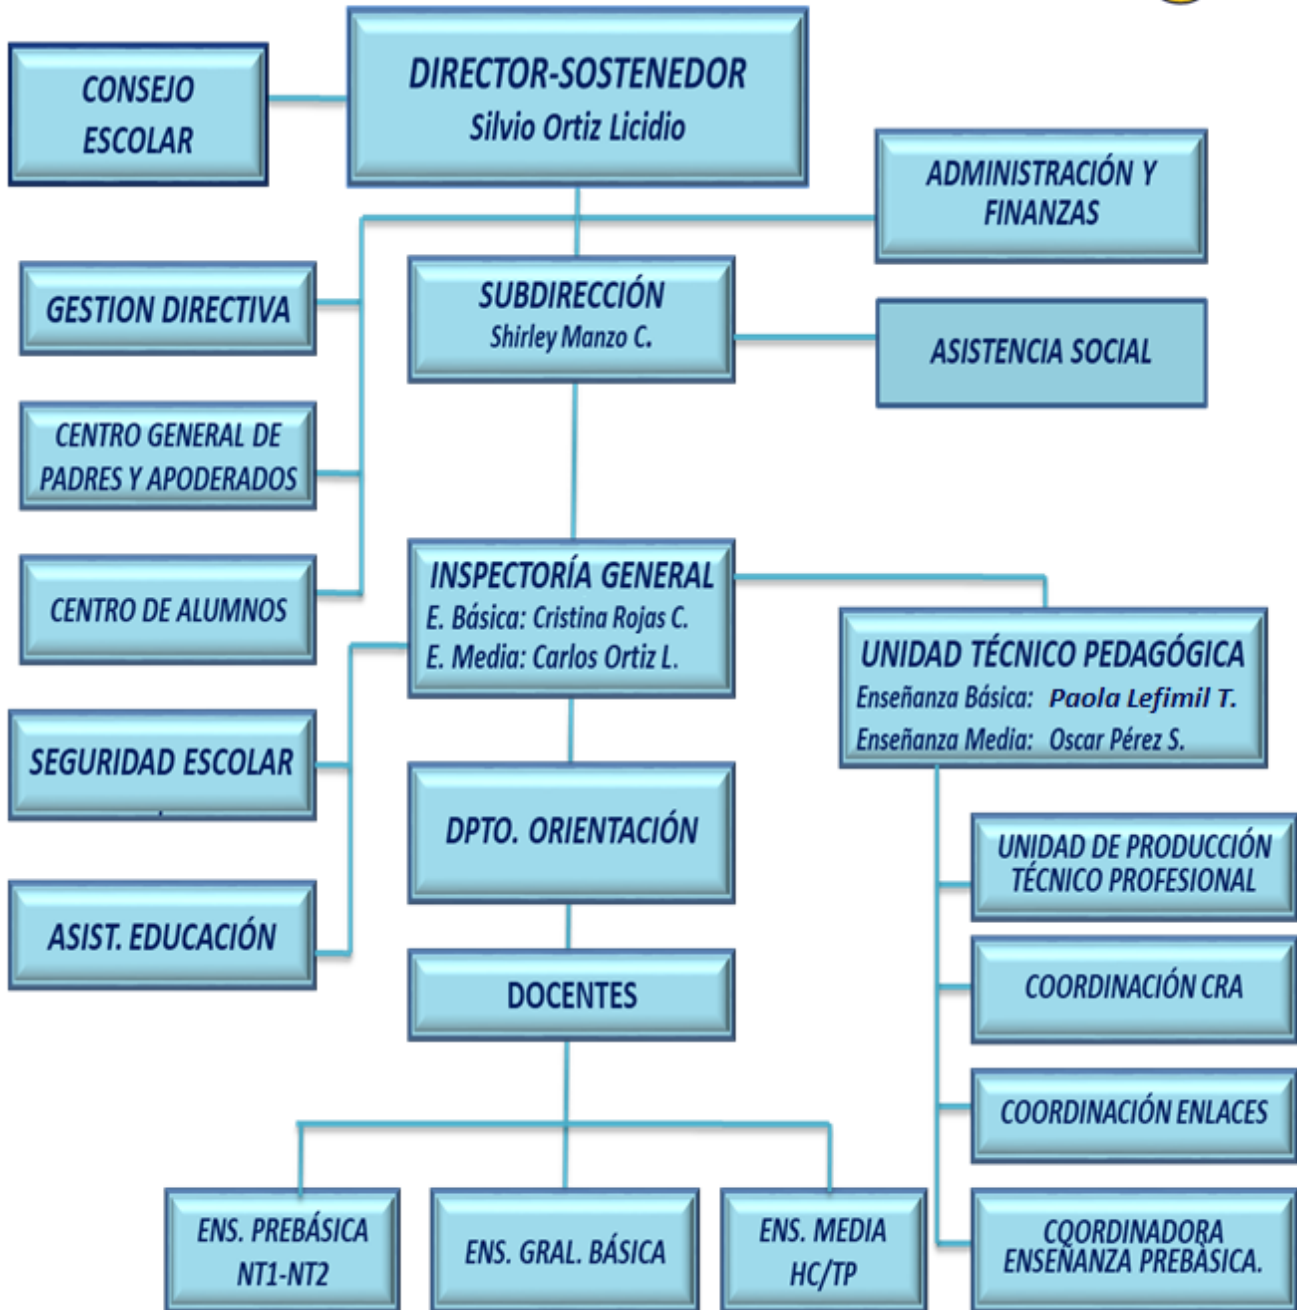 CONSEJO
ESCOLAR
DIRECTOR-SOSTENEDOR
Silvio Ortiz Licidio
ADMINISTRACIÓN Y
FINANZAS
GESTION DIRECTIVA
SUBDIRECCIÓN
Shirley Manzo C.
ASISTENCIA SOCIAL
CENTRO GENERAL DE
PADRES Y APODERADOS
CENTRO DE ALUMNOS
INSPECTORÍA GENERAL
E. Básica: Cristina Rojas C.
E. Media: Carlos Ortiz L.
UNIDAD TÉCNICO PEDAGÓGICA
Enseñanza Básica: Paola Lefimil T.
Enseñanza Media: Oscar Pérez S.
SEGURIDAD ESCOLAR
DPTO. ORIENTACIÓN
UNIDAD DE PRODUCCIÓN
TÉCNICO PROFESIONAL
ASIST. EDUCACIÓN
COORDINACIÓN CRA
DOCENTES
COORDINACIÓN ENLACES
ENS. PREBÁSICA
NT1-NT2
ENS. GRAL. BÁSICA
ENS. MEDIA
HC/TP
COORDINADORA
ENSEÑANZA PREBÀSICA.